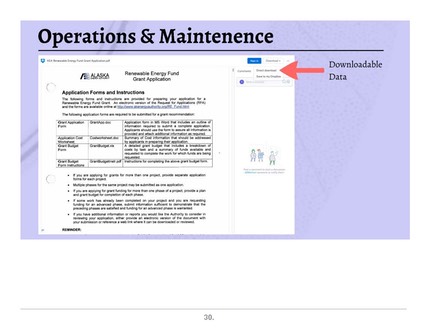 Operations & Maintenence
Downloadable
Data
ALASKA
Renewable Energy Fund
Grant Application
Application Forms and Instructions
The following forms and instructions are provided for preparing your application for a
Renewable Energy Fund Grant. An electronic version of the Request for Applications (RFA)
and the forms are available online at
The following application forms are required to be submitted for a grant recommendation:
Grant Application
Form
GrantApp.doc
Application form in MS Word that includes an outline of
information required to submit a complete application.
Applicants should use the form to assure all information is
provided and attach additional information as required.
Application Cost
Worksheet
Costworksheet.doc
Summary of Cost information that should be addressed
by applicants in preparing their application.
Grant Budget
Form
GrantBudget.xls
A detailed grant budget that includes a breakdown of
costs by task and a summary of funds available and
requested to complete the work for which funds are being
requested.
Grant Budget
Form Instructions
GrantBudgetInstr.pdf
Instructions for completing the above grant budget form.
• If you are applying for grants for more than one project, provide separate application
forms for each project.
• Multiple phases for the same project may be submitted as one application.
• If you are applying for grant funding for more than one phase of a project, provide a plan
and grant budget for completion of each phase.
• If some work has already been completed on your project and you are requesting
funding for an advanced phase, submit information sufficient to demonstrate that the
preceding phases are satisfied and funding for an advanced phase is warranted.
• If you have additional information or reports you would like the Authority to consider in
reviewing your application, either provide an electronic version of the document with
your submission or reference a web link where it can be downloaded or reviewed.
REMINDER:
30.